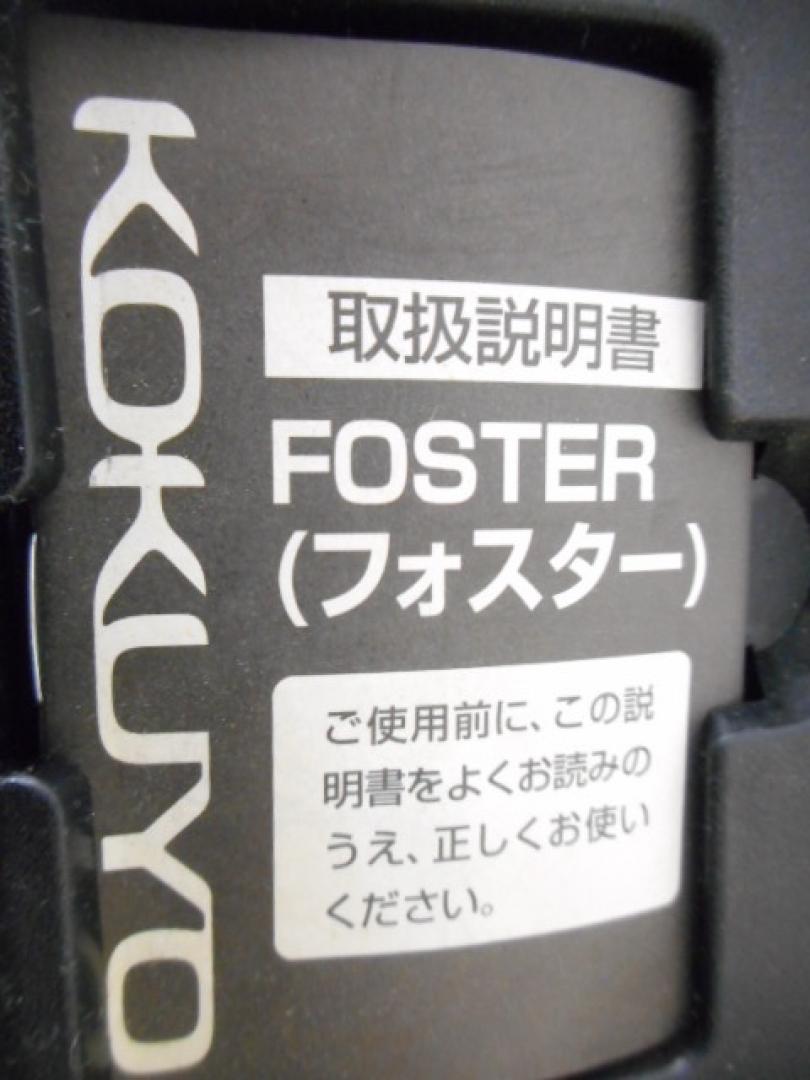 KOKUYO
取扱説明書
FOSTER
(フォスター)
ご使用前に、この説
明書をよくお読みの
うえ、正しくお使い
ください。